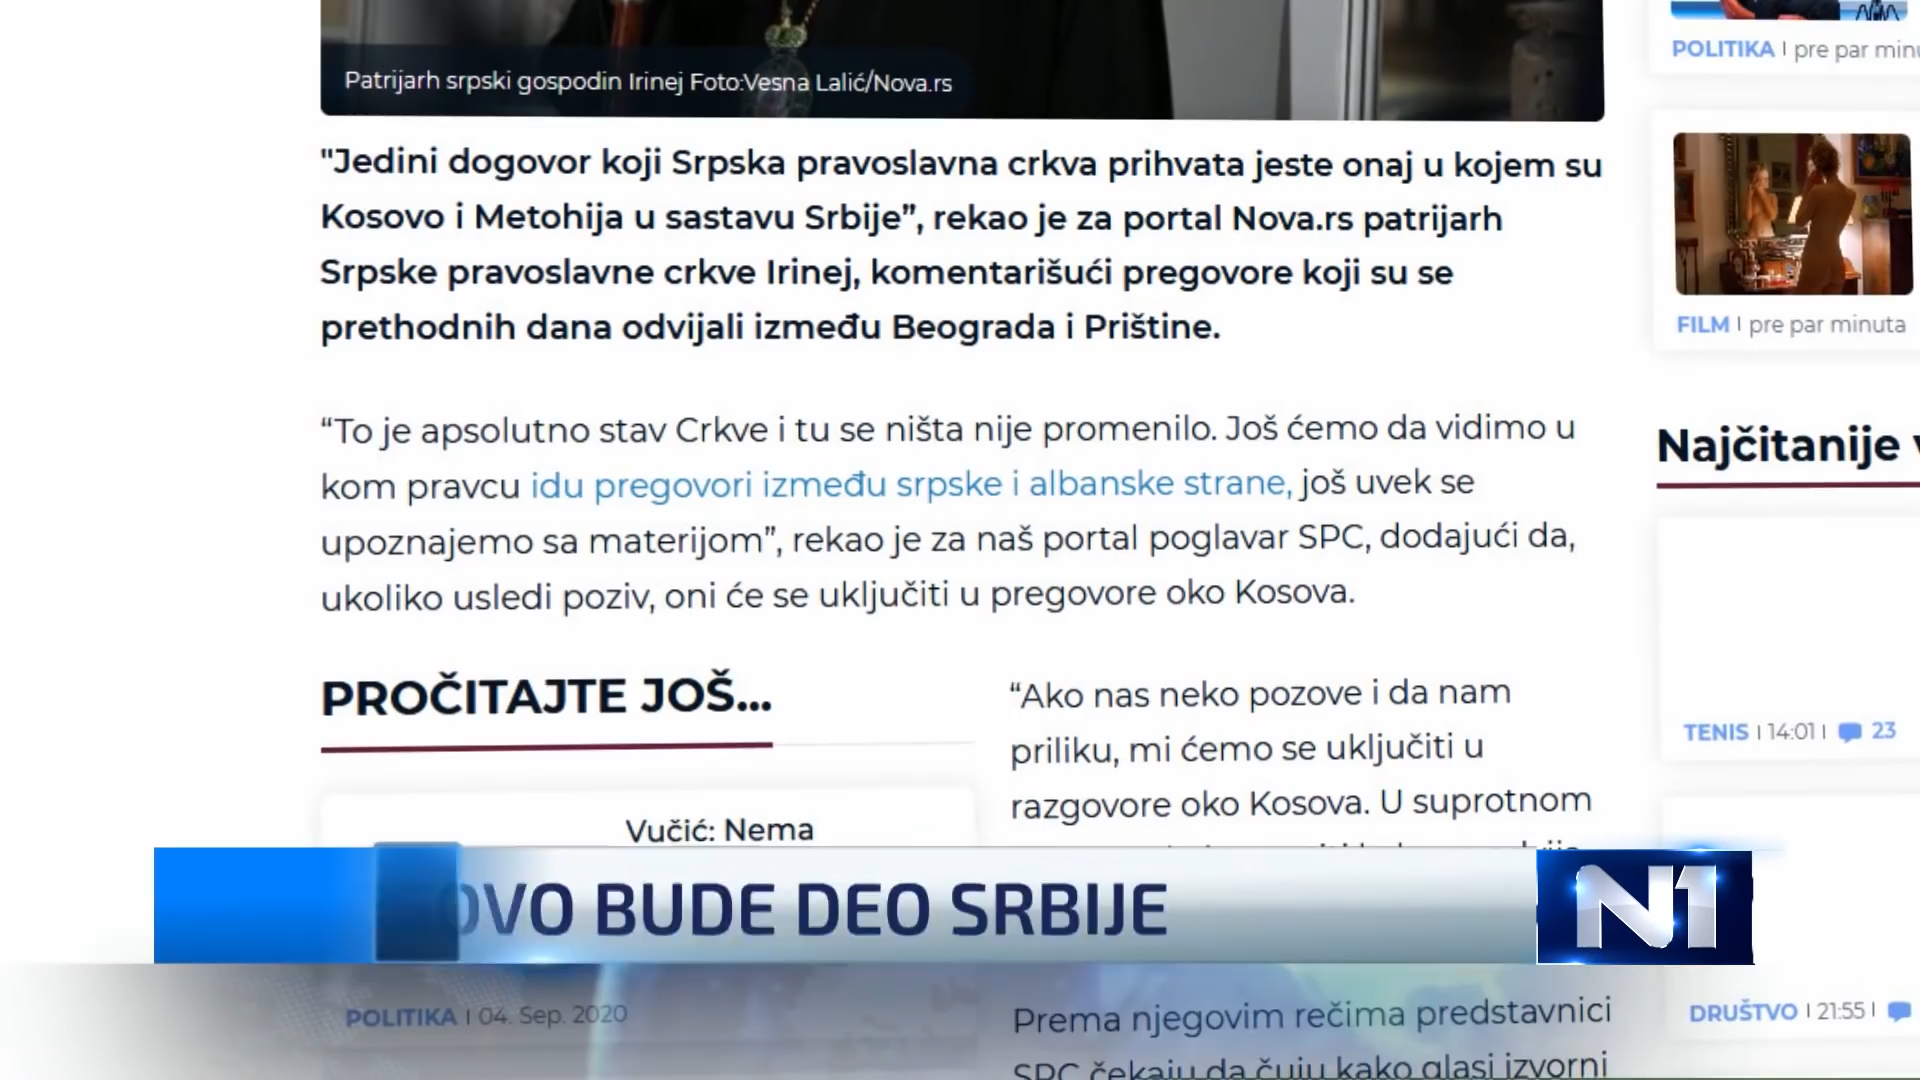 Patrijarh srpski gospodin Irinej Foto:Vesna Lalić/Nova.rs
"Jedini dogovor koji Srpska pravoslavna crkva prihvata jeste onaj u kojem su
Kosovo i Metohija u sastavu Srbije”, rekao je za portal Nova.rs patrijarh
Srpske pravoslavne crkve Irinej, komentarišući pregovore koji su se
prethodnih dana odvijali između Beograda i Prištine.
“To je apsolutno stav Crkve i tu se ništa nije promenilo. Još ćemo da vidimo u
kom pravcu idu pregovori između srpske i albanske strane, još uvek se
upoznajemo sa materijom”, rekao je za naš portal poglavar SPC, dodajući da,
ukoliko usledi poziv, oni će se uključiti u pregovore oko Kosova.
PROČITAJTE JOŠ...
Vučić: Nema
POLITIKA | 04. Sep. 2020
“Ako nas neko pozove i da nam
priliku, mi ćemo se uključiti u
razgovore oko Kosova. U suprotnom
Prema njegovim rečima predstavnici
SPC čekaju da čuju kako glasi izvorni
POLITIKA | pre par minu
FILM | pre par minuta
Najčitanije
TENIS | 14:01 | 23
DRUŠTVO | 21:55 |
OVO BUDE DEO SRBIJE
N1